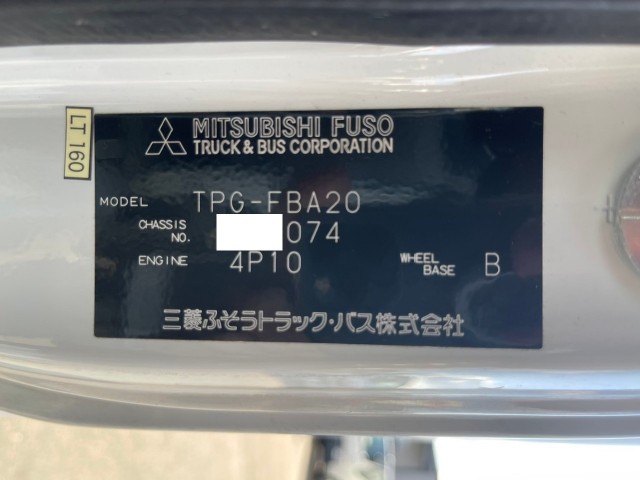 LT 160
MITSUBISHI FUSO
TRUCK & BUS CORPORATION
MODEL TPG-FBA20
CHASSIS NO. 074
ENGINE 4P10 WHEEL BASE B
三菱ふそうトラック・バス株式会社